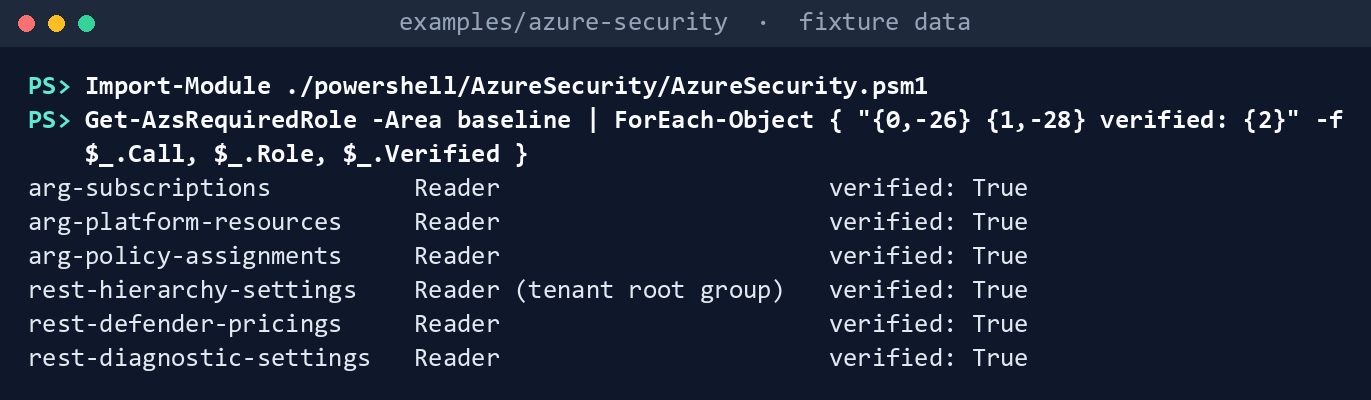 examples/azure-security · fixture data
PS> Import-Module ./powershell/AzureSecurity/AzureSecurity.psm1
PS> Get-AzsRequiredRole -Area baseline | ForEach-Object { "{0,-26} {1,-28} verified: {2}" -f
    $_.Call, $_.Role, $_.Verified }
arg-subscriptions          Reader                       verified: True
arg-platform-resources     Reader                       verified: True
arg-policy-assignments     Reader                       verified: True
rest-hierarchy-settings    Reader (tenant root group)   verified: True
rest-defender-pricings     Reader                       verified: True
rest-diagnostic-settings   Reader                       verified: True